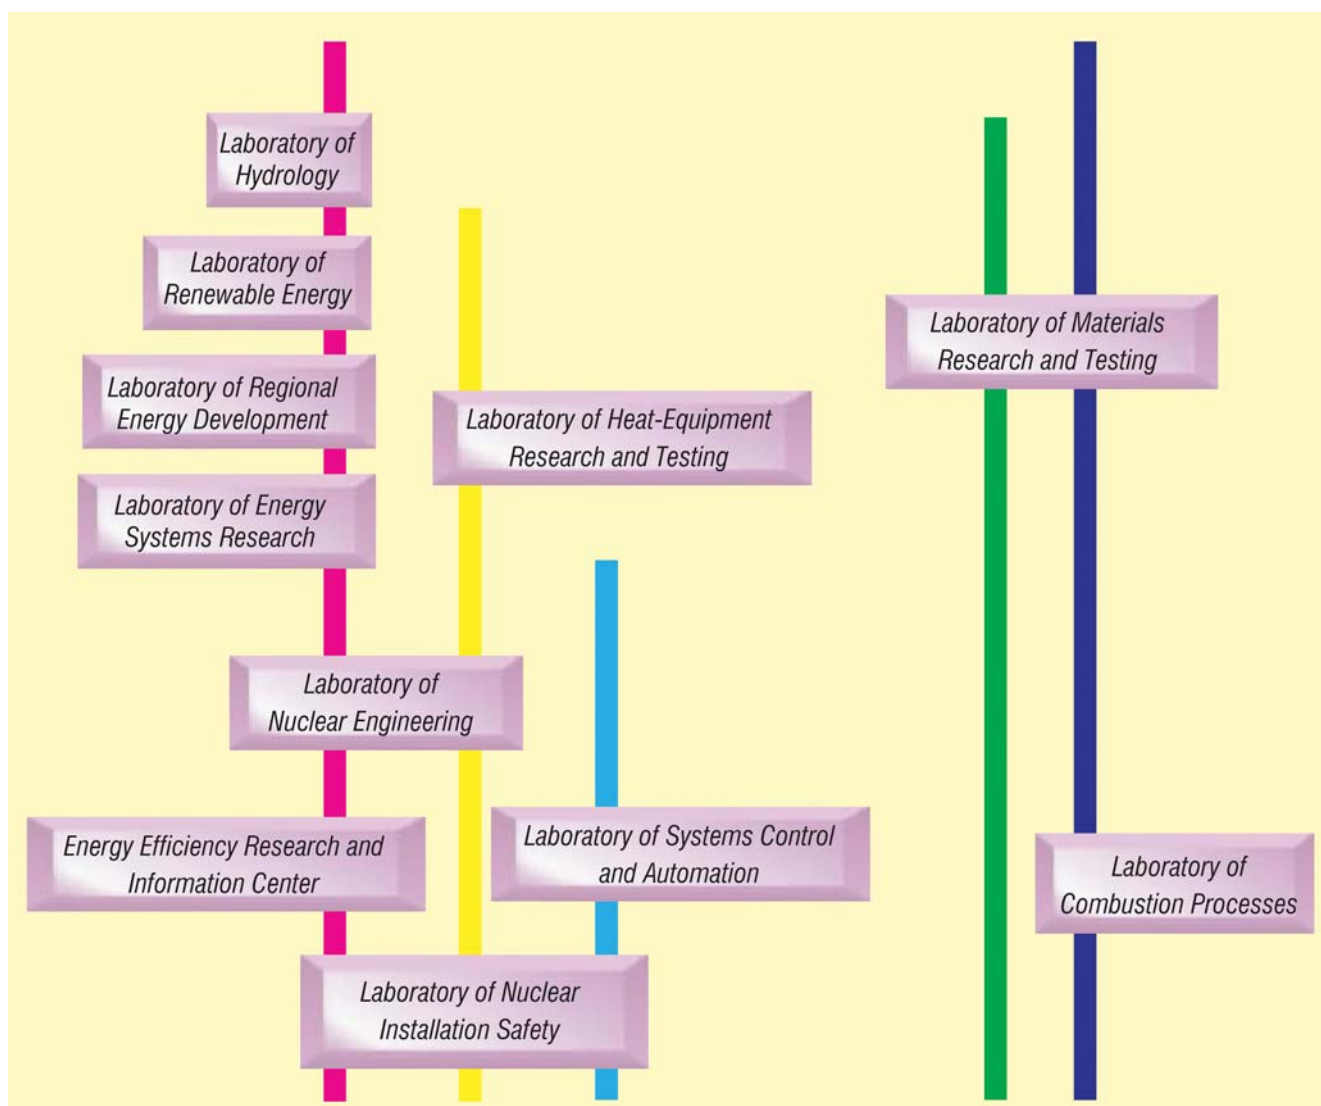 Laboratory of
Hydrology
Laboratory of
Renewable Energy
Laboratory of Regional
Energy Development
Laboratory of Energy
Systems Research
Laboratory of
Nuclear Engineering
Energy Efficiency Research and
Information Center
Laboratory of Nuclear
Installation Safety
Laboratory of Heat-Equipment
Research and Testing
Laboratory of Systems Control
and Automation
Laboratory of Materials
Research and Testing
Laboratory of
Combustion Processes